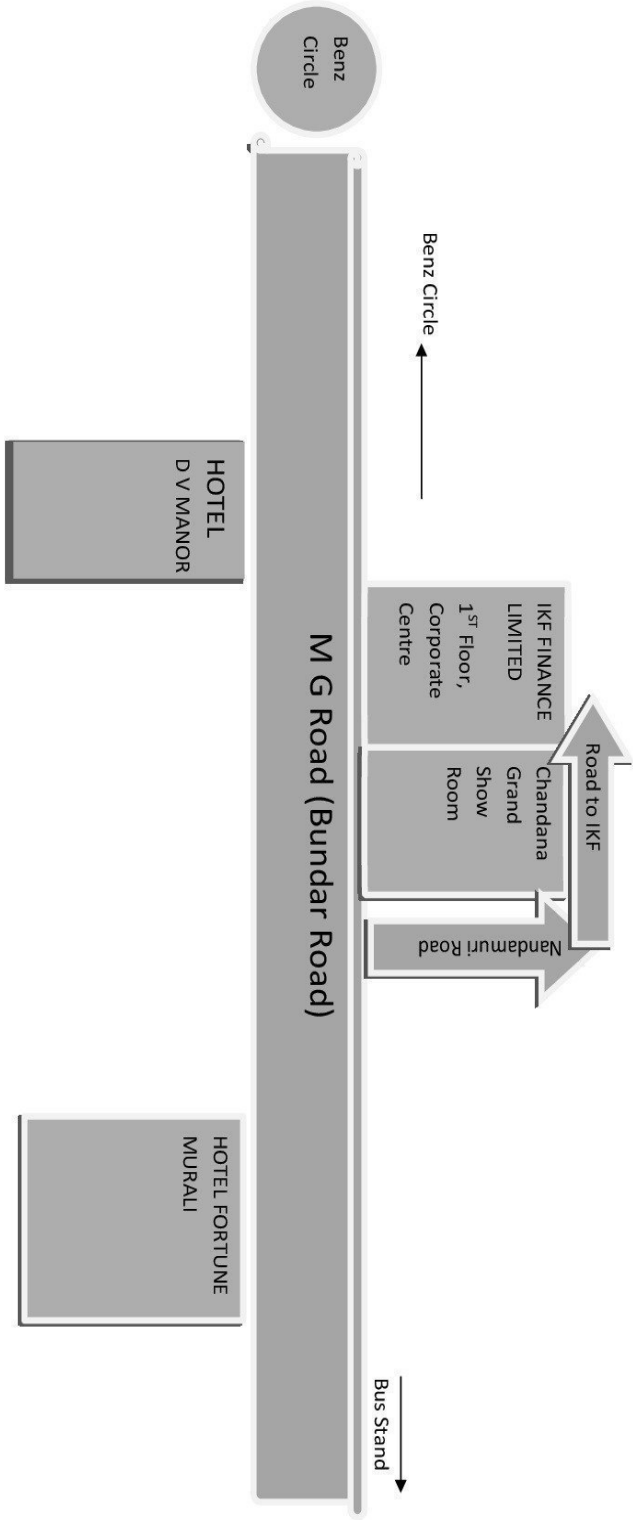 Benz
Circle
Benz Circle
IKF FINANCE
LIMITED
1ST Floor,
Corporate
Centre
Road to IKF
Chandana
Grand
Show
Room
Nandamuri Road
Bus Stand
M G Road (Bundar Road)
HOTEL
D V MANOR
HOTEL FORTUNE
MURALI